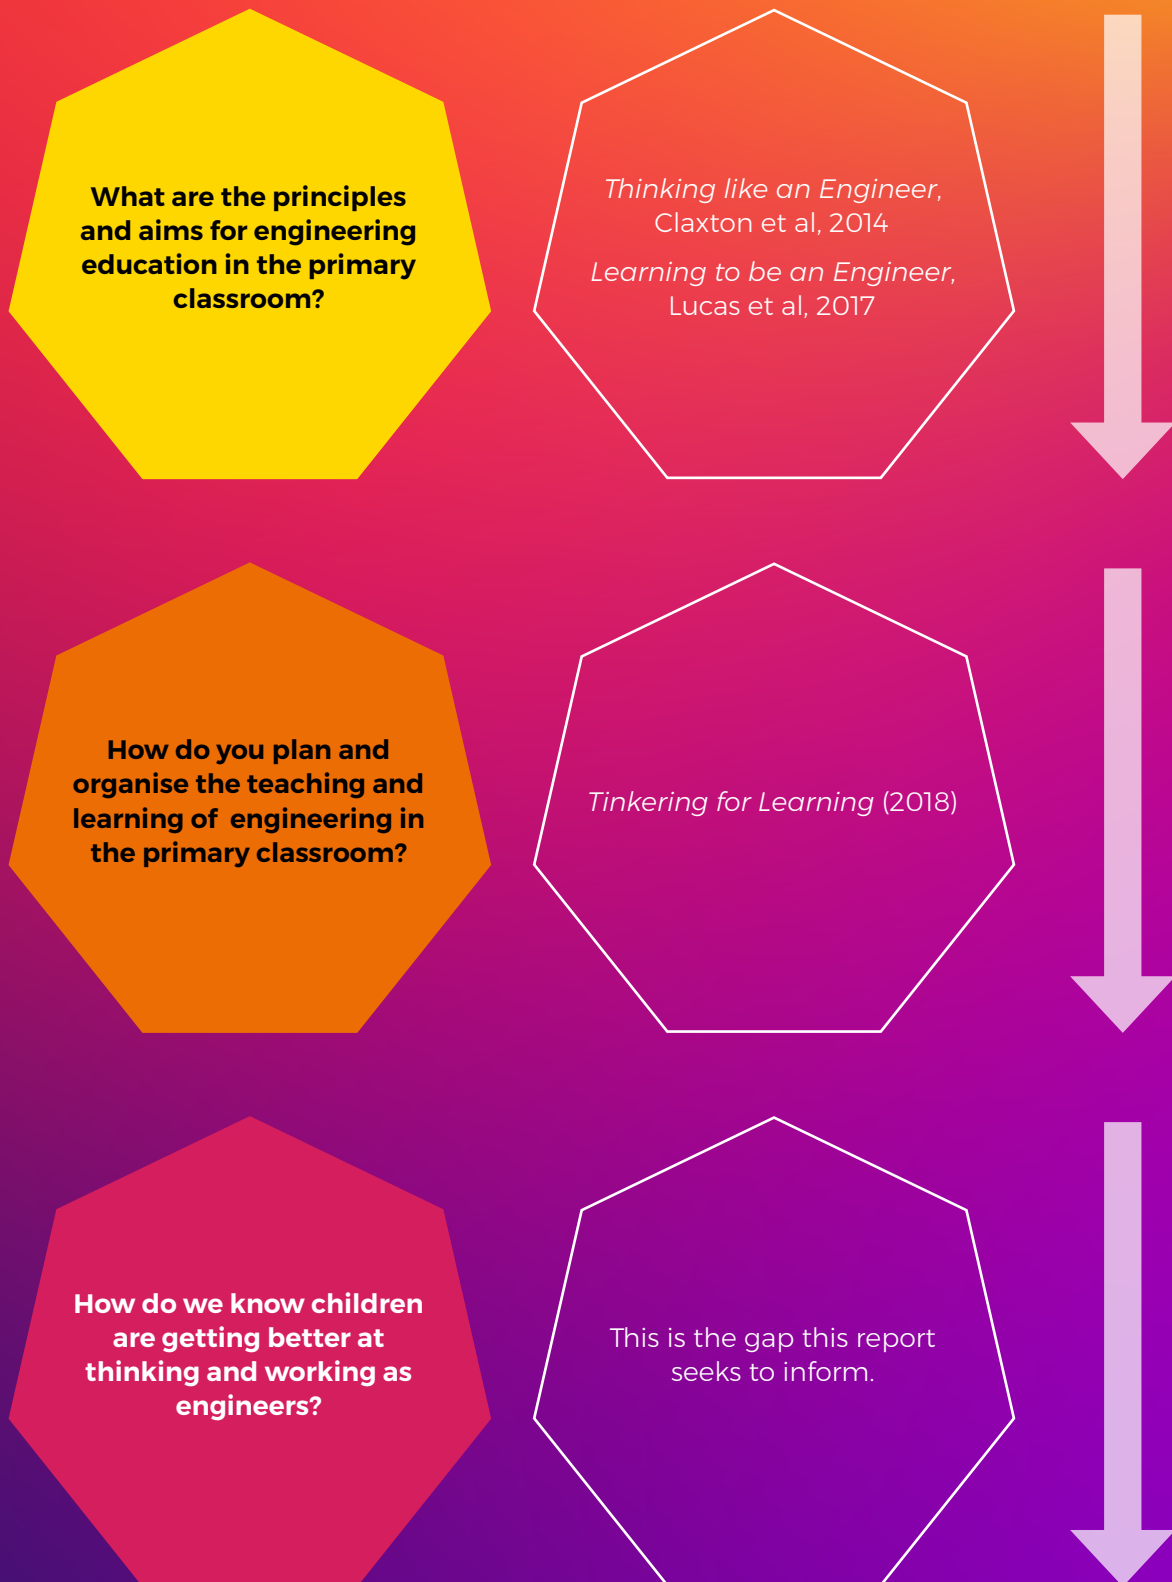 What are the principles
and aims for engineering
education in the primary
classroom?
Thinking like an Engineer,
Claxton et al, 2014
Learning to be an Engineer,
Lucas et al, 2017
How do you plan and
organise the teaching and
learning of  engineering in
the primary classroom?
Tinkering for Learning (2018)
How do we know children
are getting better at
thinking and working as
engineers?
This is the gap this report
seeks to inform.